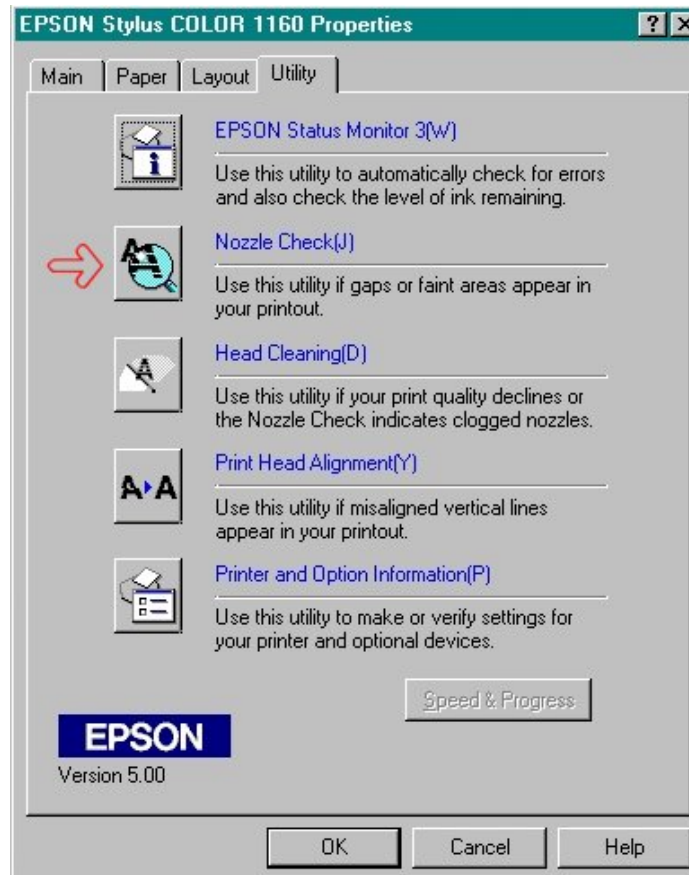 EPSON Stylus COLOR 1160 Properties
Main Paper Layout Utility
EPSON Status Monitor 3(W)
Use this utility to automatically check for errors
and also check the level of ink remaining.
Nozzle Check(J)
Use this utility if gaps or faint areas appear in
your printout.
Head Cleaning(D)
Use this utility if your print quality declines or
the Nozzle Check indicates clogged nozzles.
Print Head Alignment(Y)
Use this utility if misaligned vertical lines
appear in your printout.
Printer and Option Information(P)
Use this utility to make or verify settings for
your printer and optional devices.
Speed & Progress
EPSON
Version 5.00
OK Cancel Help